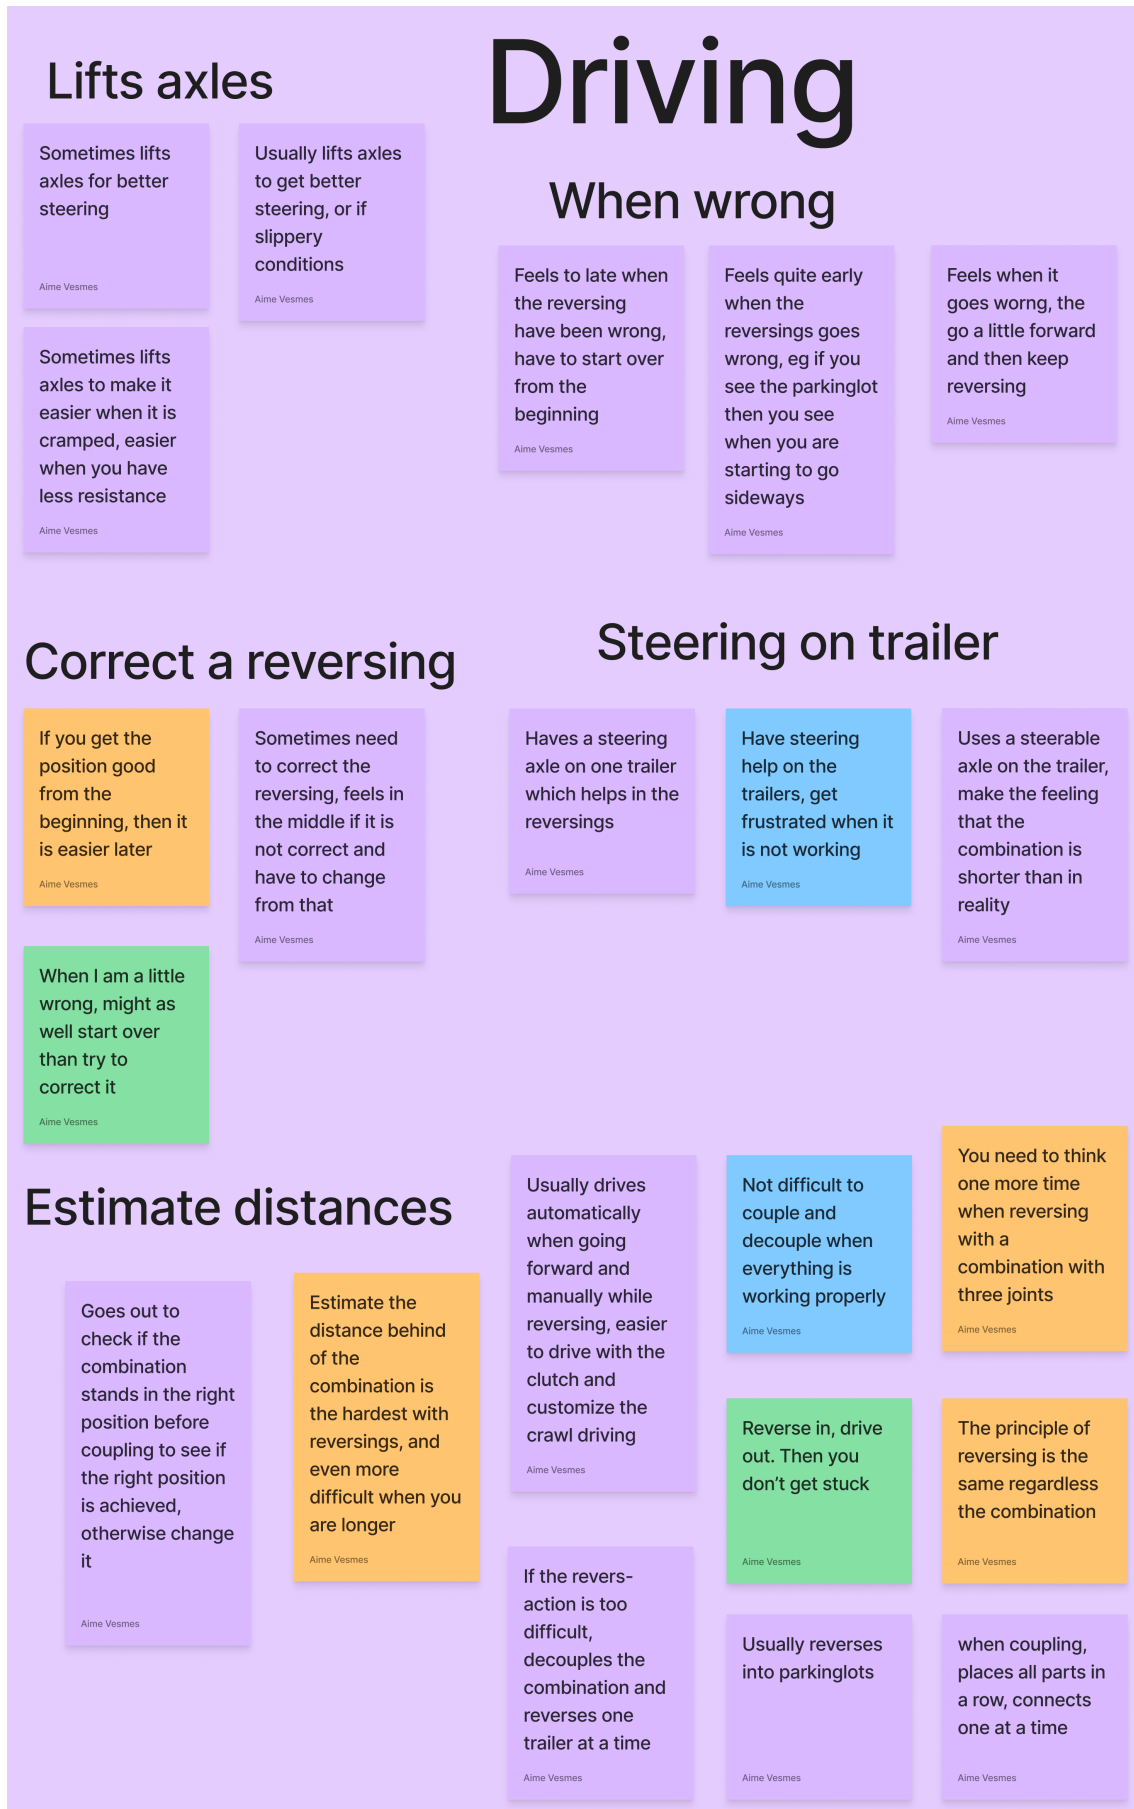 Driving
Lifts axles
Sometimes lifts
axles for better
steering
Aime Vesmes
Usually lifts axles
to get better
steering, or if
slippery
conditions
Aime Vesmes
Sometimes lifts
axles to make it
easier when it is
cramped, easier
when you have
less resistance
Aime Vesmes
When wrong
Feels to late when
the reversing
have been wrong,
have to start over
from the
beginning
Aime Vesmes
Feels quite early
when the
reversings goes
wrong, eg if you
see the parkinglot
then you see
when you are
starting to go
sideways
Aime Vesmes
Feels when it
goes worng, the
go a little forward
and then keep
reversing
Aime Vesmes
Correct a reversing
If you get the
position good
from the
beginning, then it
is easier later
Aime Vesmes
Sometimes need
to correct the
reversing, feels in
the middle if it is
not correct and
have to change
from that
Aime Vesmes
When I am a little
wrong, might as
well start over
than try to
correct it
Aime Vesmes
Steering on trailer
Haves a steering
axle on one trailer
which helps in the
reversings
Aime Vesmes
Have steering
help on the
trailers, get
frustrated when it
is not working
Aime Vesmes
Uses a steerable
axle on the trailer,
make the feeling
that the
combination is
shorter than in
reality
Aime Vesmes
Estimate distances
Goes out to
check if the
combination
stands in the right
position before
coupling to see if
the right position
is achieved,
otherwise change
it
Aime Vesmes
Estimate the
distance behind
of the
combination is
the hardest with
reversings, and
even more
difficult when you
are longer
Aime Vesmes
Usually drives
automatically
when going
forward and
manually while
reversing, easier
to drive with the
clutch and
customize the
crawl driving
Aime Vesmes
Not difficult to
couple and
decouple when
everything is
working properly
Aime Vesmes
You need to think
one more time
when reversing
with a
combination with
three joints
Aime Vesmes
Reverse in, drive
out. Then you
don't get stuck
Aime Vesmes
The principle of
reversing is the
same regardless
the combination
Aime Vesmes
If the revers-
action is too
difficult,
decouples the
combination and
reverses one
trailer at a time
Aime Vesmes
Usually reverses
into parkinglots
Aime Vesmes
when coupling,
places all parts in
a row, connects
one at a time
Aime Vesmes